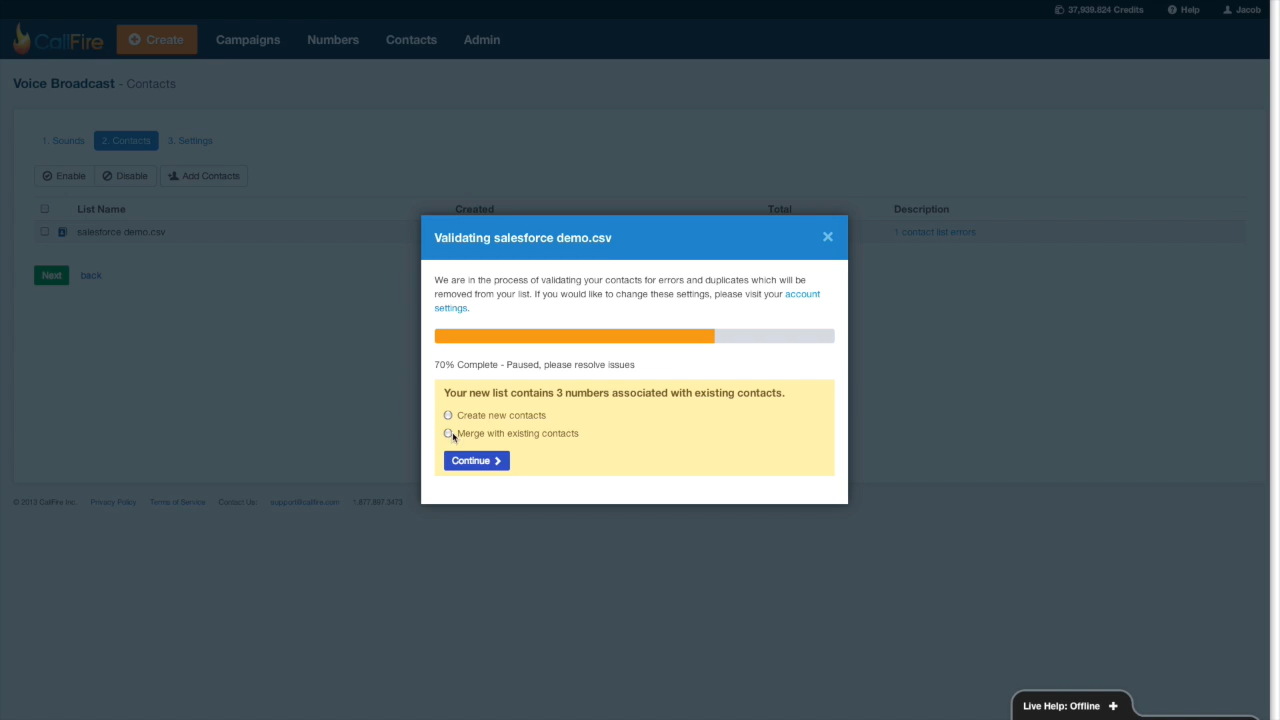 37,939.824 Credits Help Jacob
CallFire Create Campaigns Numbers Contacts Admin
Voice Broadcast - Contacts
1. Sounds 2. Contacts 3. Settings
Enable Disable Add Contacts
List Name Created Total Description
salesforce demo.csv 1 contact list errors
Next back
Validating salesforce demo.csv
We are in the process of validating your contacts for errors and duplicates which will be
removed from your list. If you would like to change these settings, please visit your account
settings.
70% Complete - Paused, please resolve issues
Your new list contains 3 numbers associated with existing contacts.
Create new contacts
Merge with existing contacts
Continue
© 2013 CallFire Inc. Privacy Policy Terms of Service Contact Us: support@callfire.com 1.877.897.3473
Live Help: Offline